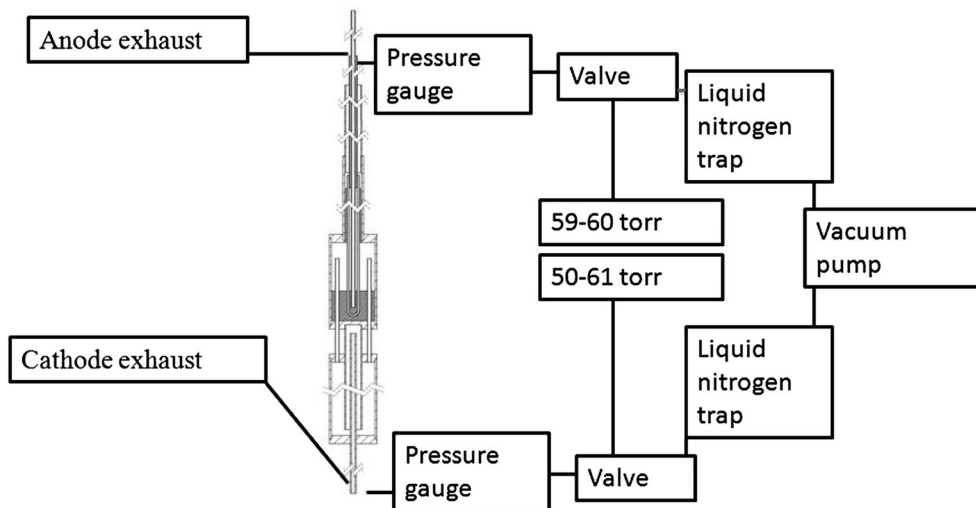 Anode exhaust
Pressure
gauge
Valve
Liquid
nitrogen
trap
59-60 torr
50-61 torr
Vacuum
pump
Cathode exhaust
Liquid
nitrogen
trap
Pressure
gauge
Valve